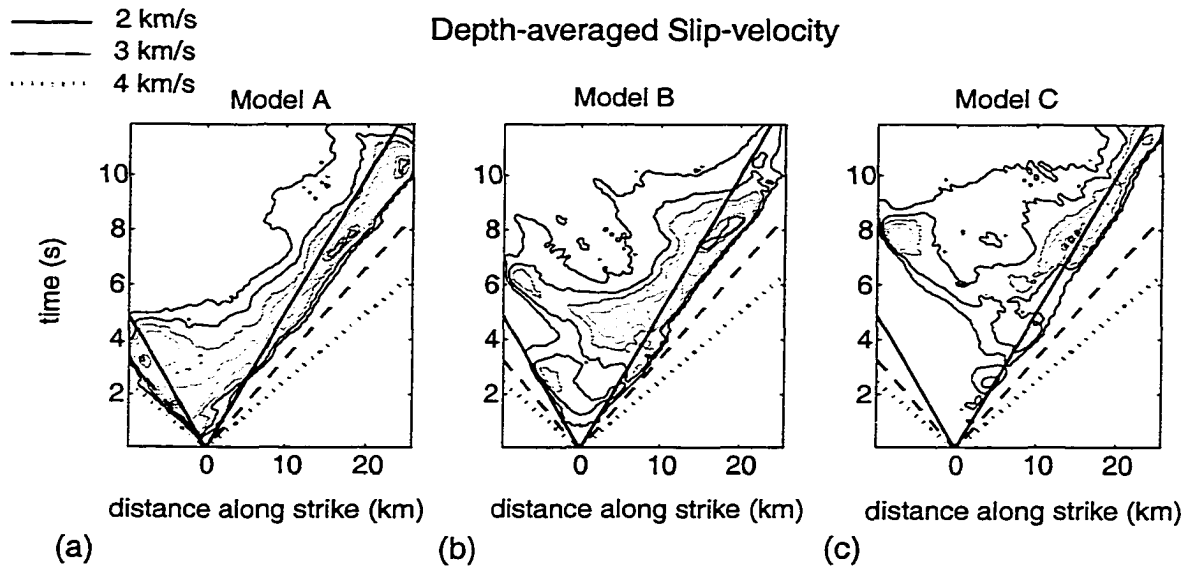 2 km/s
3 km/s
4 km/s
Depth-averaged Slip-velocity
Model A
Model B
Model C
time (s)
10
8
6
4
2
10
8
6
4
2
10
8
6
4
2
0 10 20
0 10 20
0 10 20
distance along strike (km)
distance along strike (km)
distance along strike (km)
(a)
(b)
(c)